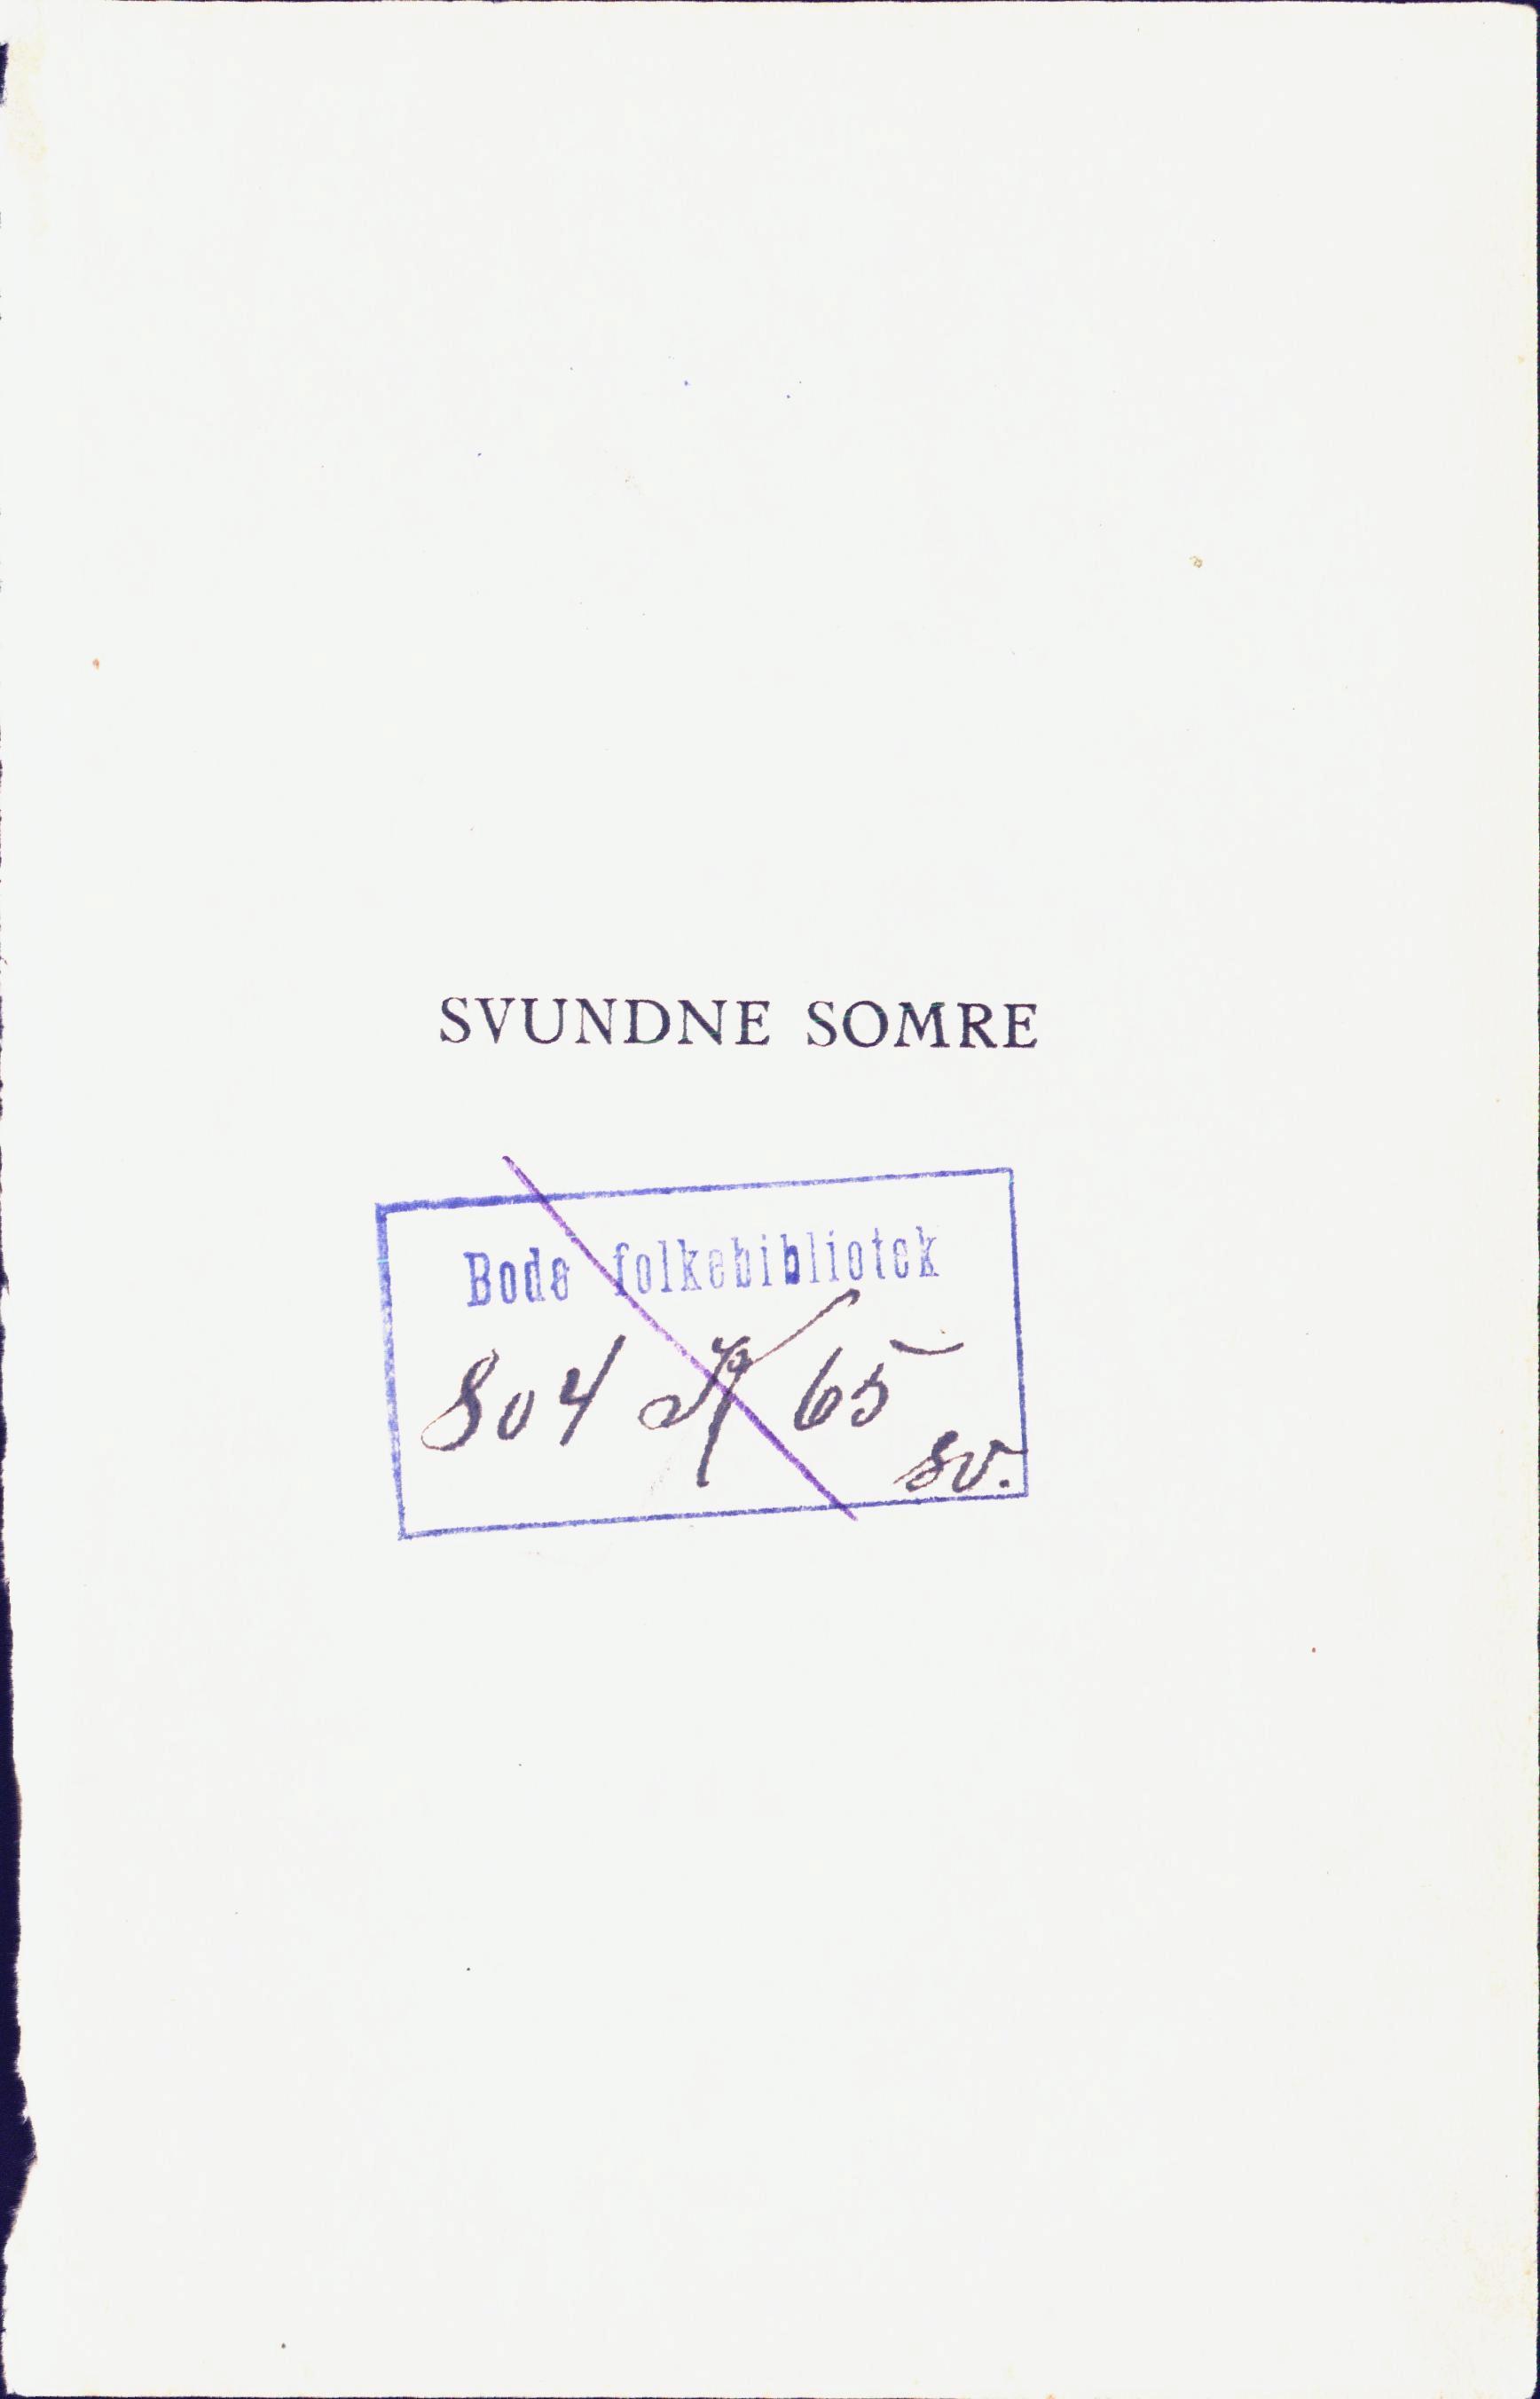 SVUNDNE SOMRE
Bodø folkebibliotek
804 K 65
sv.